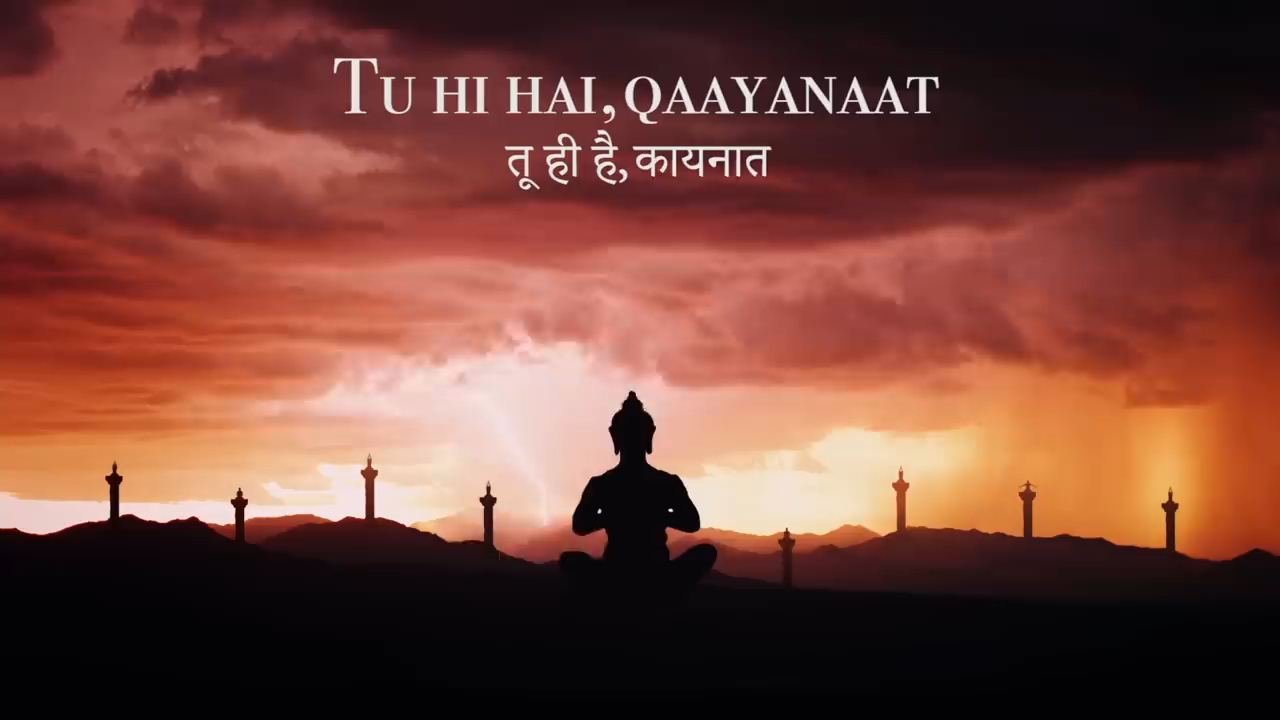 Tu hi hai, qaayanaat
तू ही है, कायनात